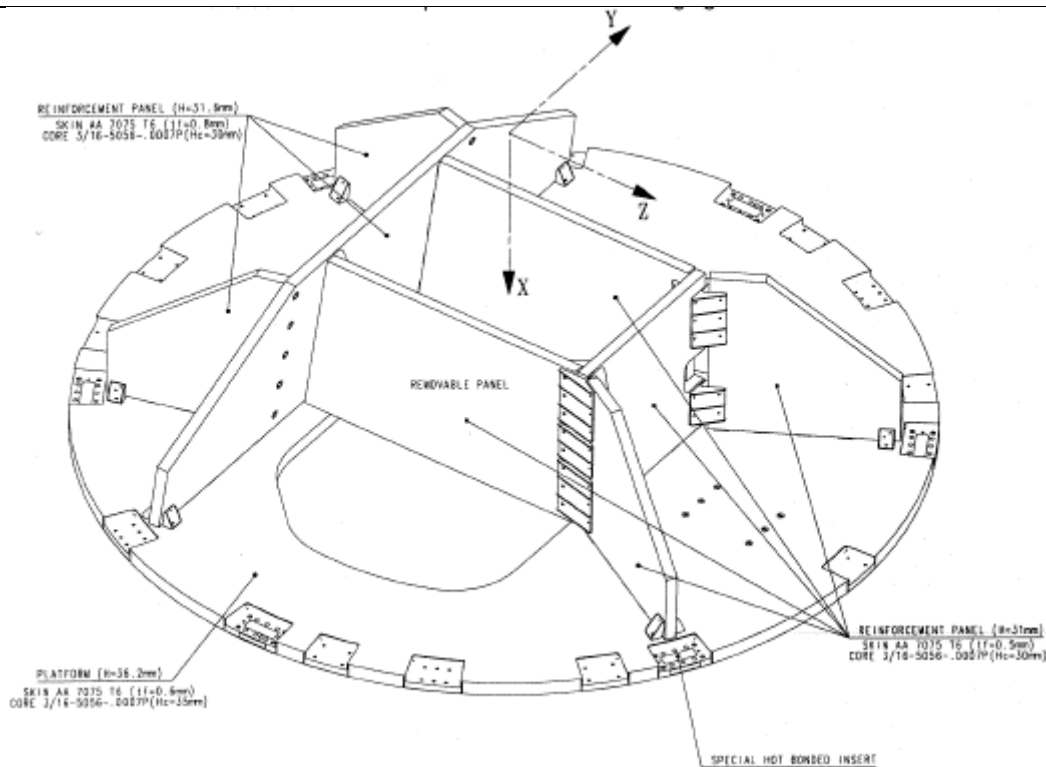 Y
REINFORCEMENT PANEL (H=31.6mm)
SKIN AA 7075 T6 (tf=0.8mm)
CORE 3/16-5056-.0007P(Hc=30mm)
Z
X
REMOVABLE PANEL
REINFORCEMENT PANEL (H=31mm)
SKIN AA 7075 T6 (tf=0.5mm)
CORE 3/16-5056-.0007P(Hc=30mm)
PLATFORM (H=36.2mm)
SKIN AA 7075 T6 (tf=0.6mm)
CORE 3/16-5056-.0007P(Hc=35mm)
SPECIAL HOT BONDED INSERT